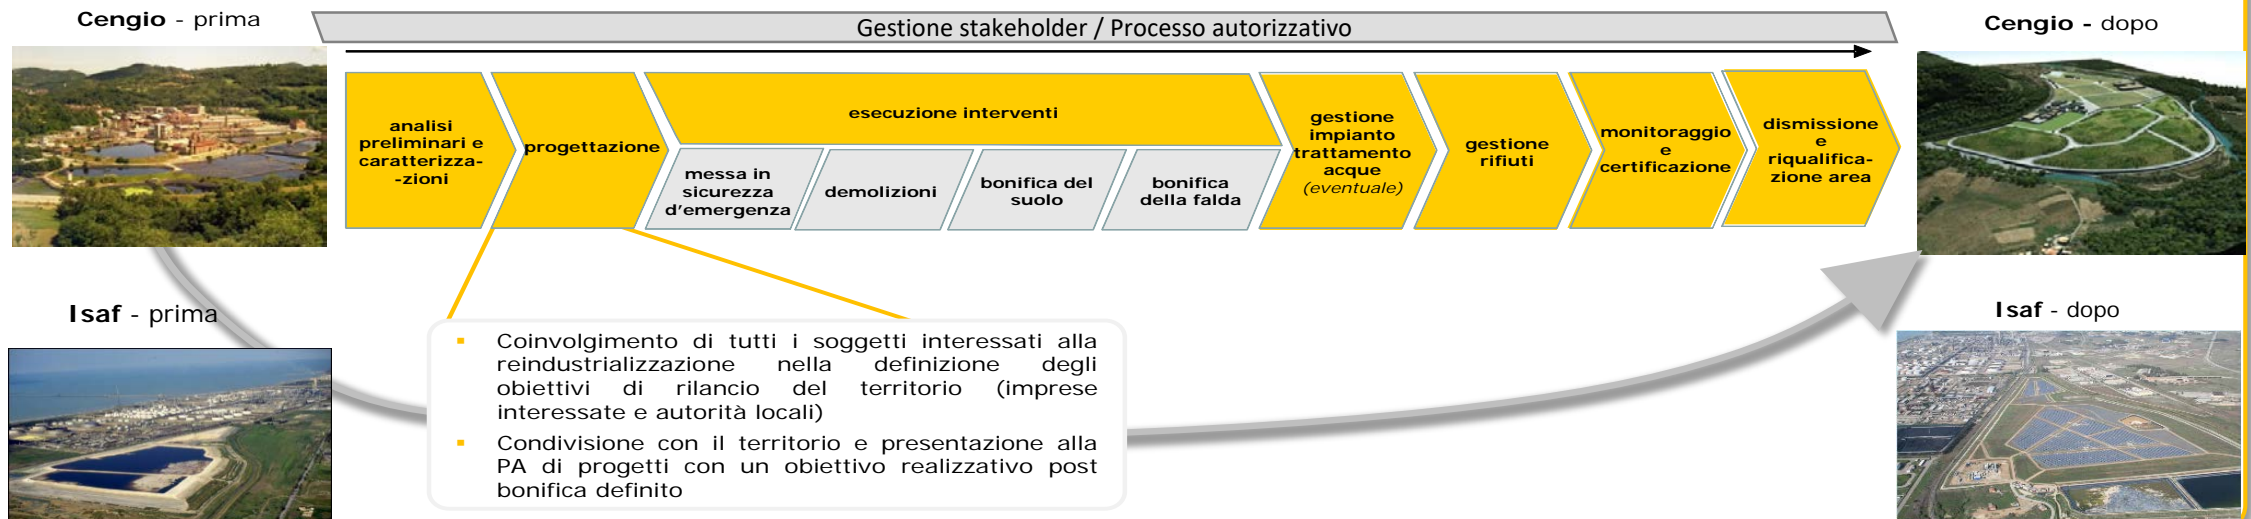 Cengio - prima
Gestione stakeholder / Processo autorizzativo
Cengio - dopo
analisi
preliminari e
caratterizza-
-zioni
progettazione
esecuzione interventi
messa in
sicurezza
d'emergenza
demolizioni
bonifica del
suolo
bonifica
della falda
gestione
impianto
trattamento
acque
(eventuale)
gestione
rifiuti
monitoraggio
e
certificazione
dismissione
e
riqualifica-
zione area
Isaf - prima
Isaf - dopo
▪ Coinvolgimento di tutti i soggetti interessati alla
reindustrializzazione nella definizione degli
obiettivi di rilancio del territorio (imprese
interessate e autorità locali)
▪ Condivisione con il territorio e presentazione alla
PA di progetti con un obiettivo realizzativo post
bonifica definito